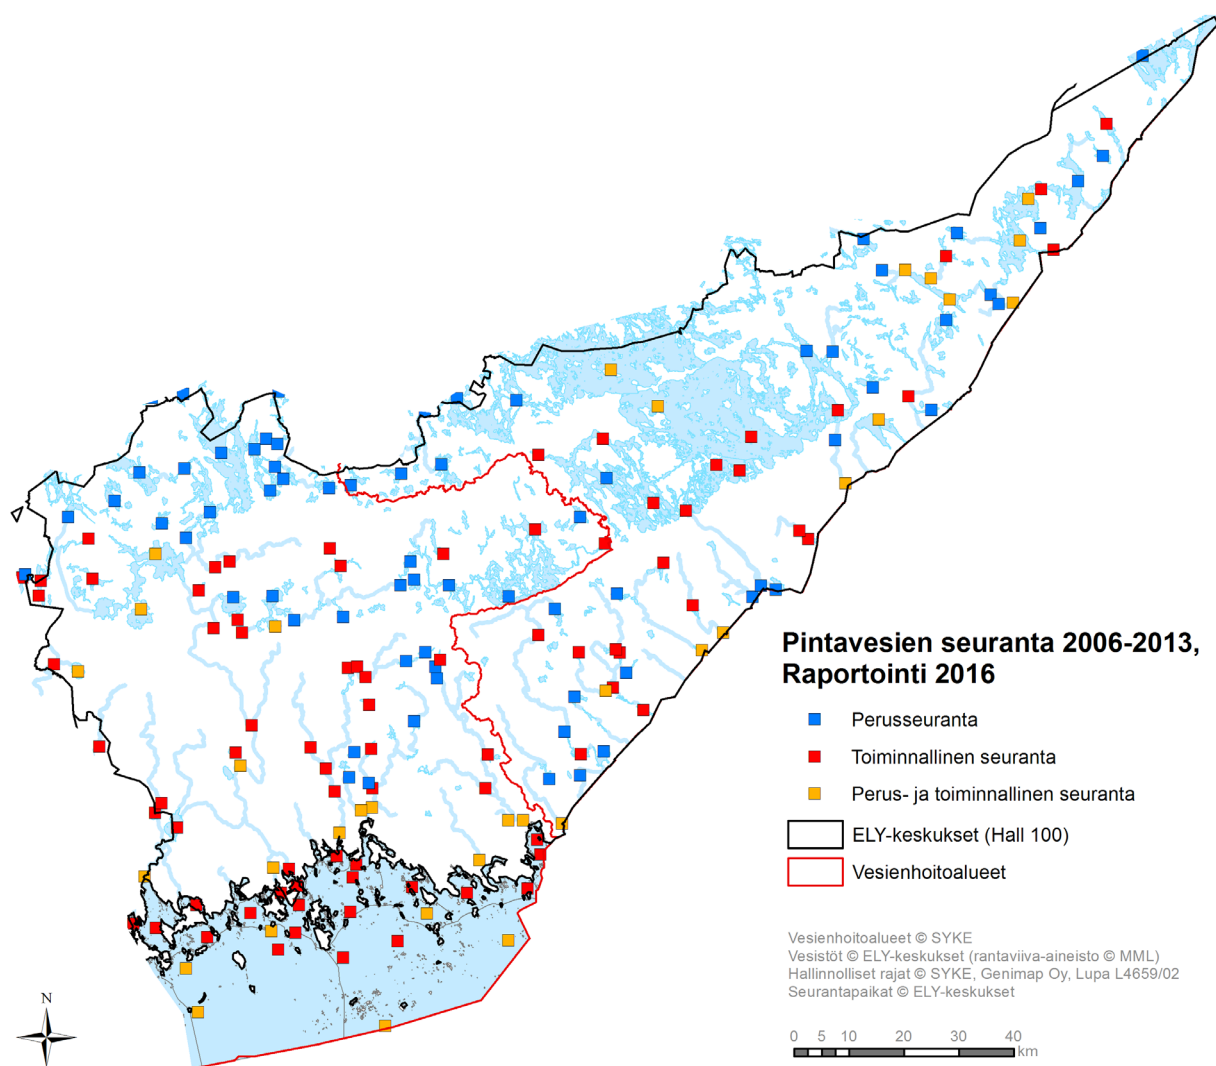 Pintavesien seuranta 2006-2013,
Raportointi 2016
Perusseuranta
Toiminnallinen seuranta
Perus- ja toiminnallinen seuranta
ELY-keskukset (Hall 100)
Vesienhoitoalueet
Vesienhoitoalueet © SYKE
Vesistöt © ELY-keskukset (rantaviiva-aineisto © MML)
Hallinnolliset rajat © SYKE, Genimap Oy, Lupa L4659/02
Seurantapaikat © ELY-keskukset
N
0 5 10 20 30 40
km